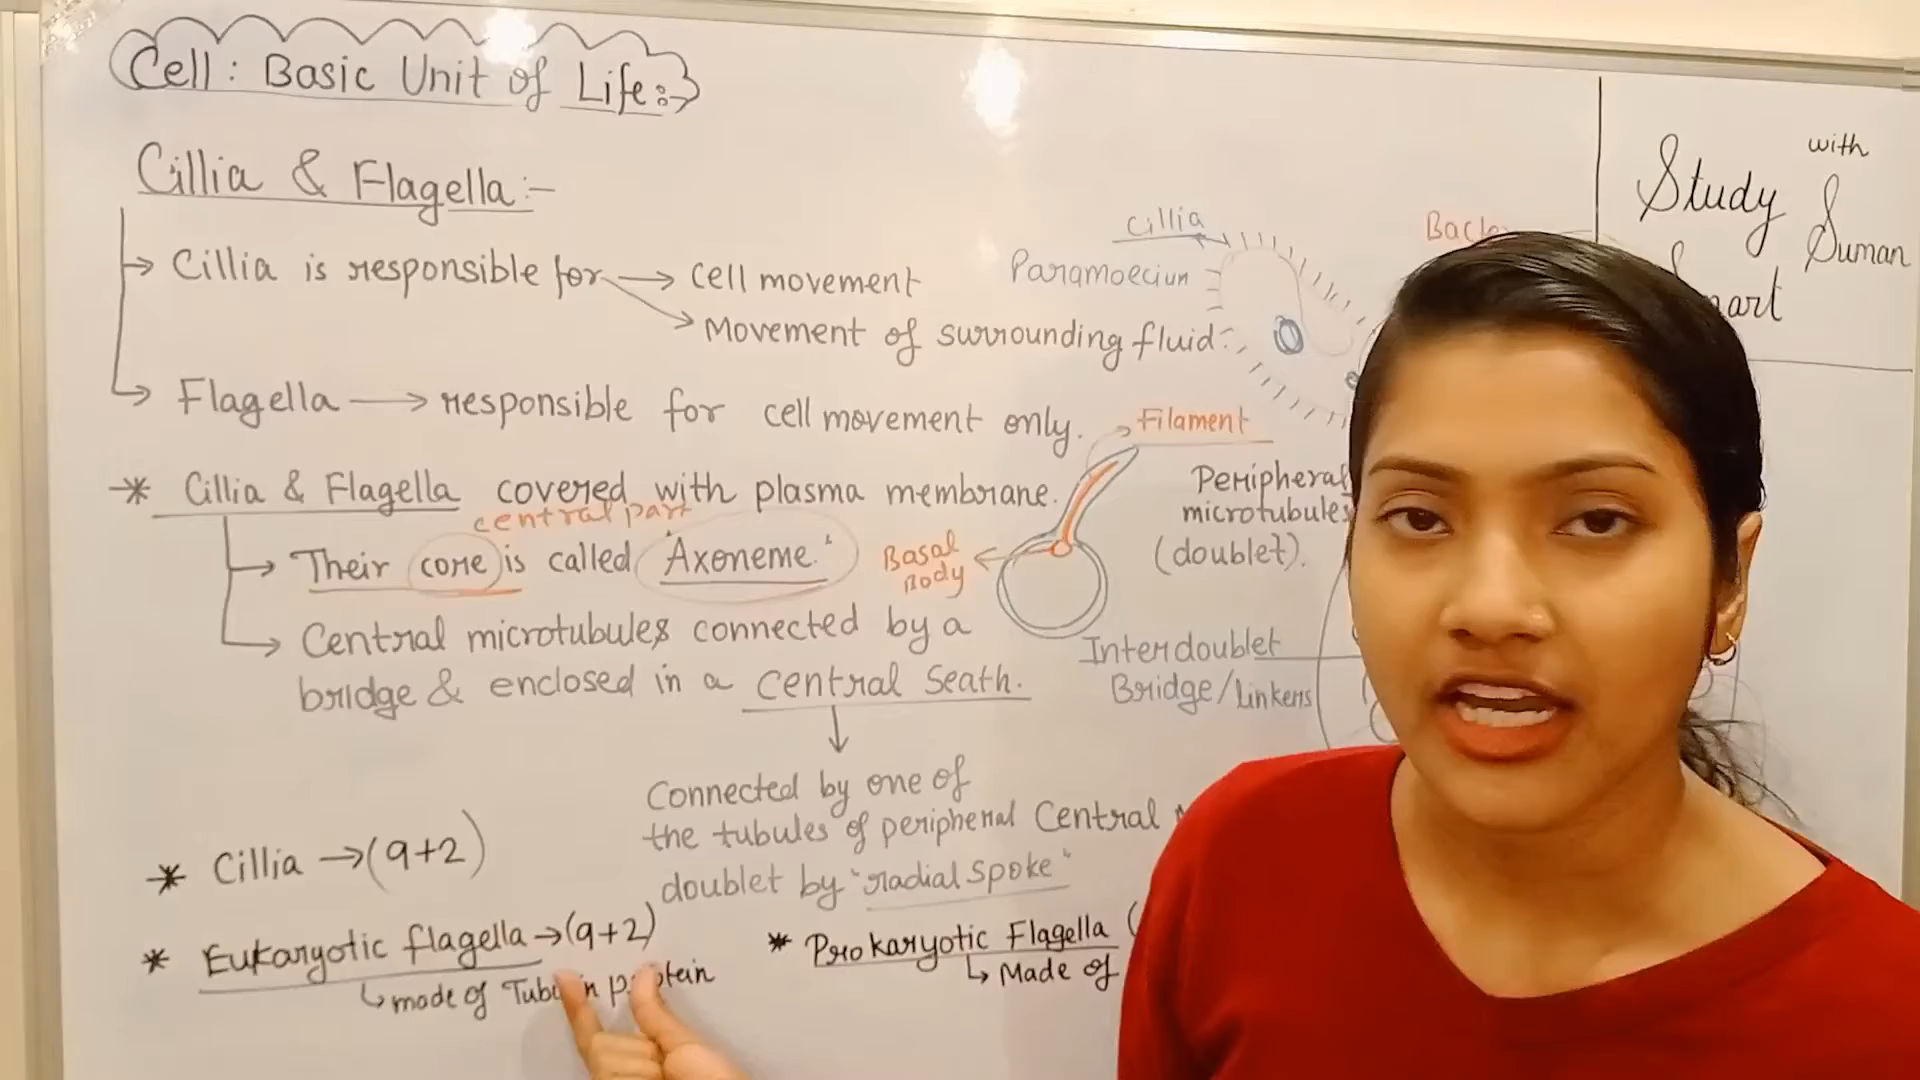 Cell: Basic Unit of Life:→
Cillia & Flagella:-
→ Cillia is responsible for → cell movement
→ Movement of surrounding fluid
→ Flagella → responsible for cell movement only.
* Cillia & Flagella covered with plasma membrane.
central part
→ Their core is called "Axoneme."
→ Central microtubules connected by a
bridge & enclosed in a central Seath.
Connected by one of
the tubules of peripheral
doublet by "radial spoke"
* Cillia → (9+2)
* Eukaryotic flagella → (9+2)
↳ made of protein
* Prokaryotic Flagella (
↳ Made of
Cillia
Paramoecium
Filament
Basal
Body
Peripheral
microtubules
(doublet).
Interdoublet
Bridge/linkers
Central
Study with
Suman